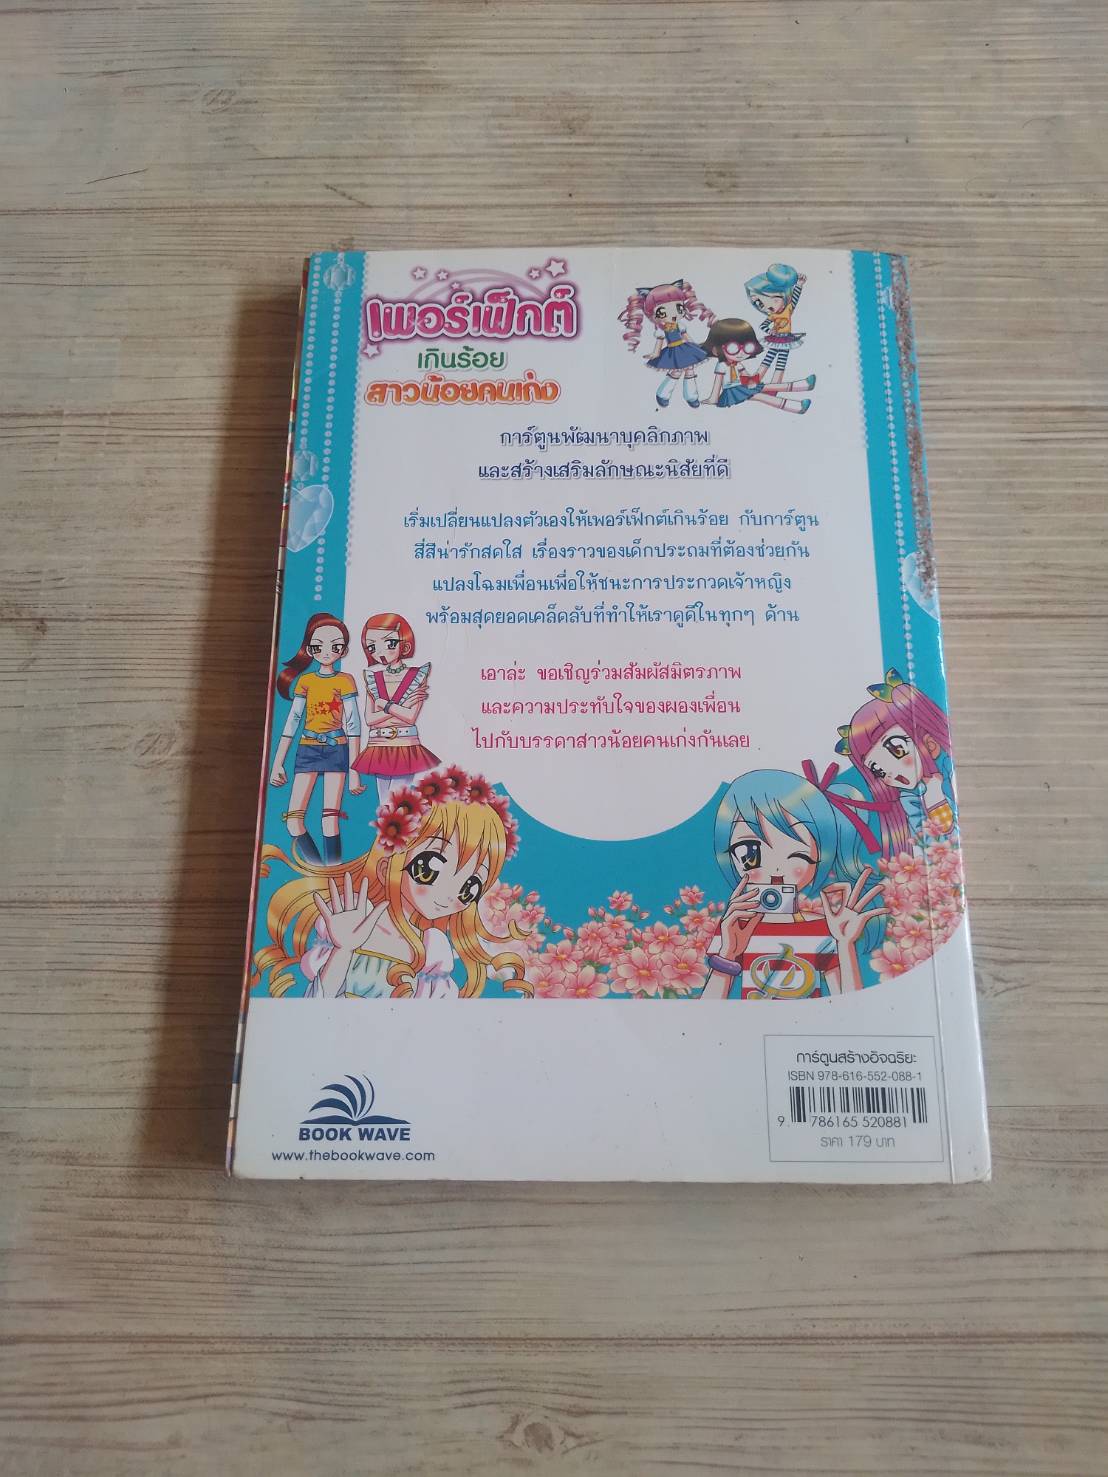 เพอร์เฟ็กต์
เกินร้อย
สาวน้อยคนเก่ง
การ์ตูนพัฒนาบุคลิกภาพ
และสร้างเสริมลักษณะนิสัยที่ดี
เริ่มเปลี่ยนแปลงตัวเองให้เพอร์เฟ็กต์เกินร้อย กับการ์ตูน
สี่สีน่ารักสดใส เรื่องราวของเด็กประถมที่ต้องช่วยกัน
แปลงโฉมเพื่อนเพื่อให้ชนะการประกวดเจ้าหญิง
พร้อมสุดยอดเคล็ดลับที่ทำให้เราดูดีในทุกๆ ด้าน
เอาล่ะ ขอเชิญร่วมสัมผัสมิตรภาพ
และความประทับใจของผองเพื่อน
ไปกับบรรดาสาวน้อยคนเก่งกันเลย
BOOK WAVE
www.thebookwave.com
การ์ตูนสร้างอัจฉริยะ
ISBN 978-616-552-088-1
9 786165 520881
ราคา 179 บาท